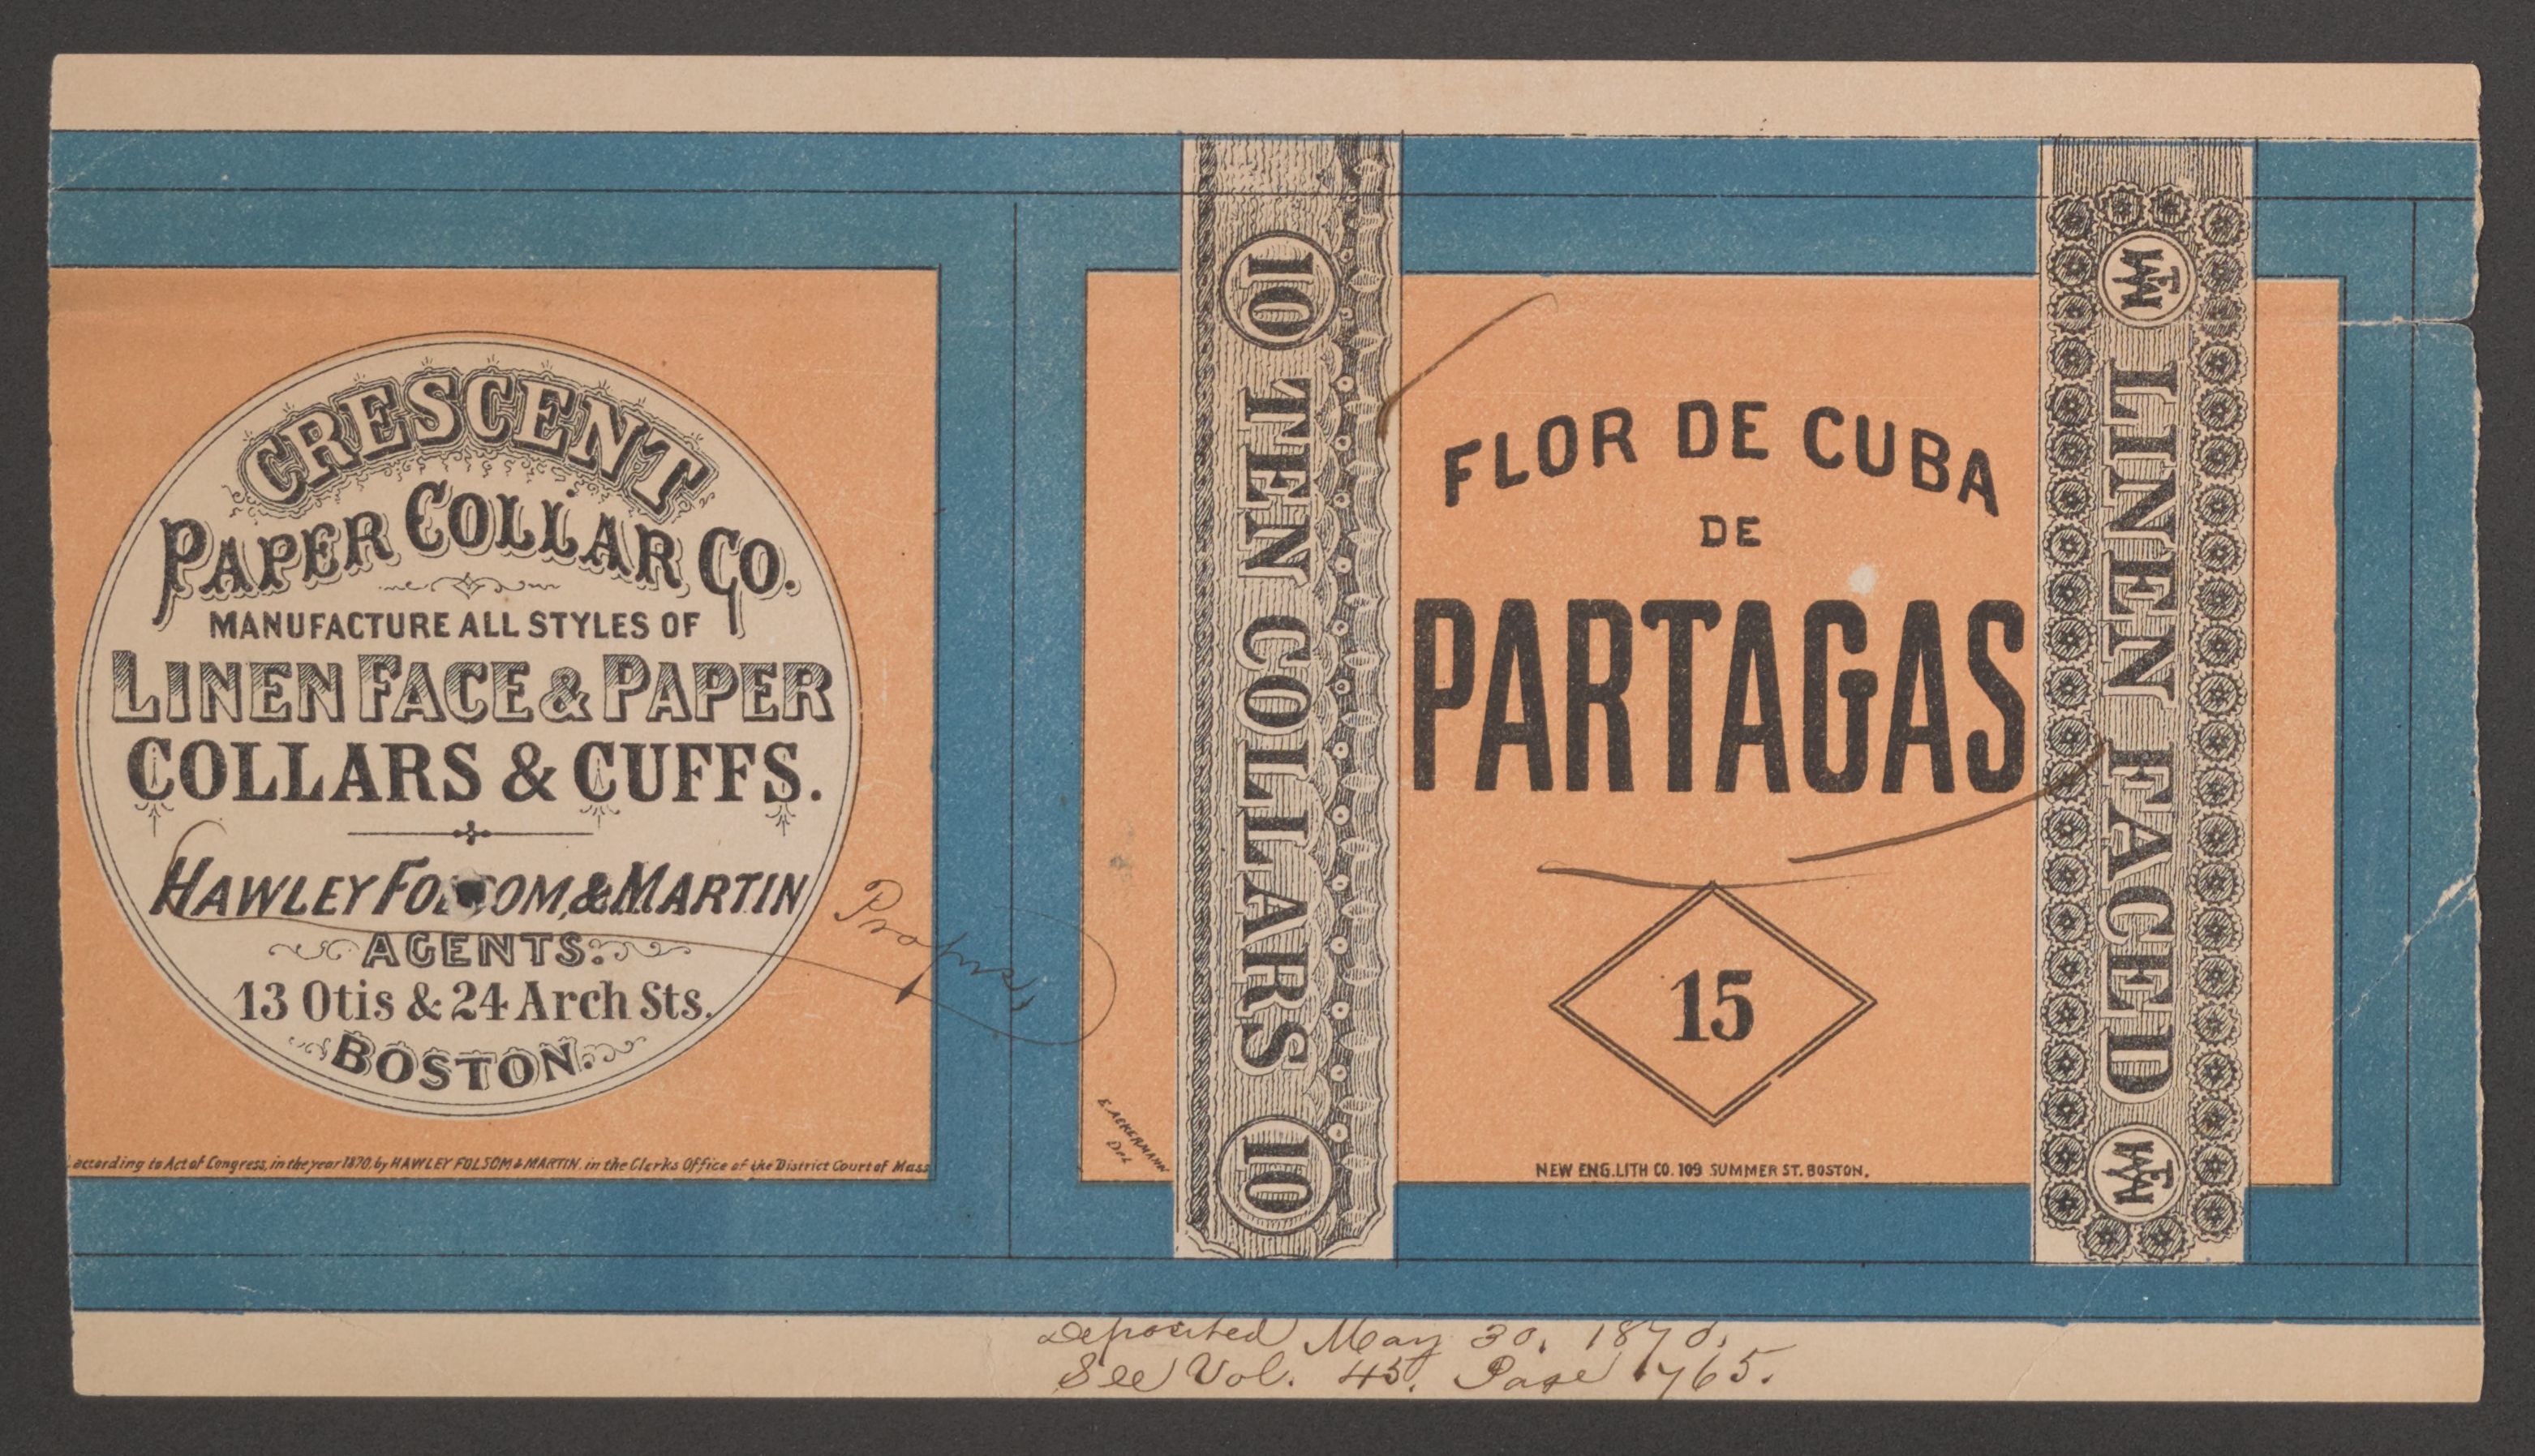 CRESCENT
PAPER COLLAR CO.
MANUFACTURE ALL STYLES OF
LINEN FACE & PAPER
COLLARS & CUFFS.
HAWLEY FOLSOM, & MARTIN
AGENTS.
13 Otis & 24 Arch Sts.
BOSTON.
according to Act of Congress, in the year 1870, by HAWLEY FOLSOM & MARTIN, in the Clerks Office of the District Court of Mass
E. ACKERMANN
Del
10 TEN COLLARS 10
FLOR DE CUBA
DE
PARTAGAS
15
NEW ENG. LITH CO. 109 SUMMER ST. BOSTON.
LINEN FACED
Deposited May 30, 1870.
See Vol. 45. Page 765.